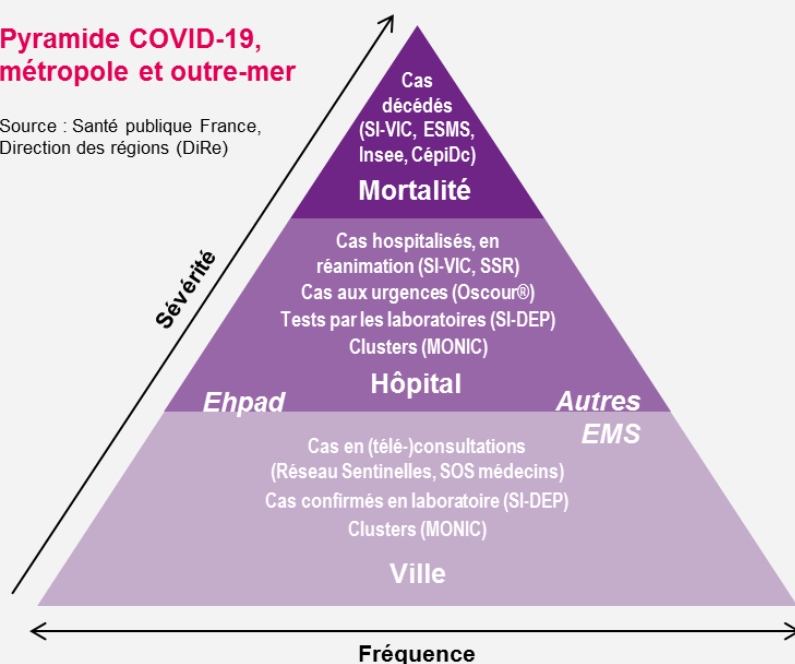 Pyramide COVID-19,
métropole et outre-mer
Source : Santé publique France,
Direction des régions (DiRe)
Sévérité
Cas
décédés
(SI-VIC, ESMS,
Insee, CépiDc)
Mortalité
Cas hospitalisés, en
réanimation (SI-VIC, SSR)
Cas aux urgences (Oscour®)
Tests par les laboratoires (SI-DEP)
Clusters (MONIC)
Hôpital
Ehpad
Autres
EMS
Cas en (télé-)consultations
(Réseau Sentinelles, SOS médecins)
Cas confirmés en laboratoire (SI-DEP)
Clusters (MONIC)
Ville
Fréquence